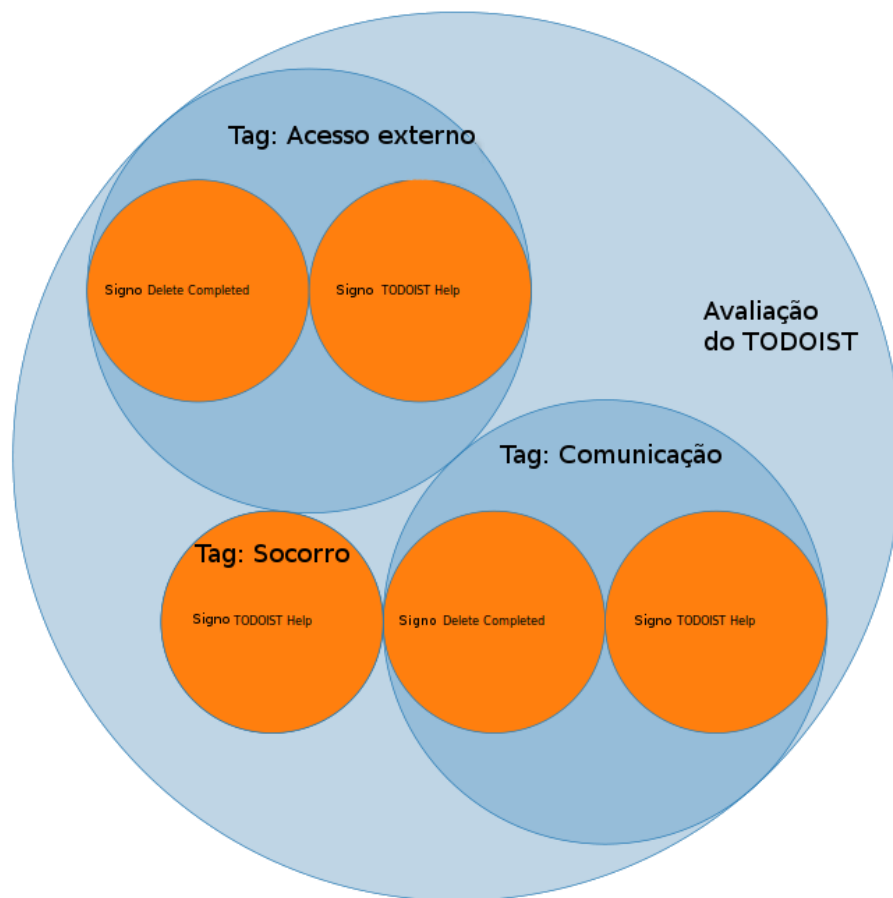 Tag: Acesso externo
Signo Delete Completed
Signo TODOIST Help
Avaliação
do TODOIST
Tag: Comunicação
Tag: Socorro
Signo TODOIST Help
Signo Delete Completed
Signo TODOIST Help